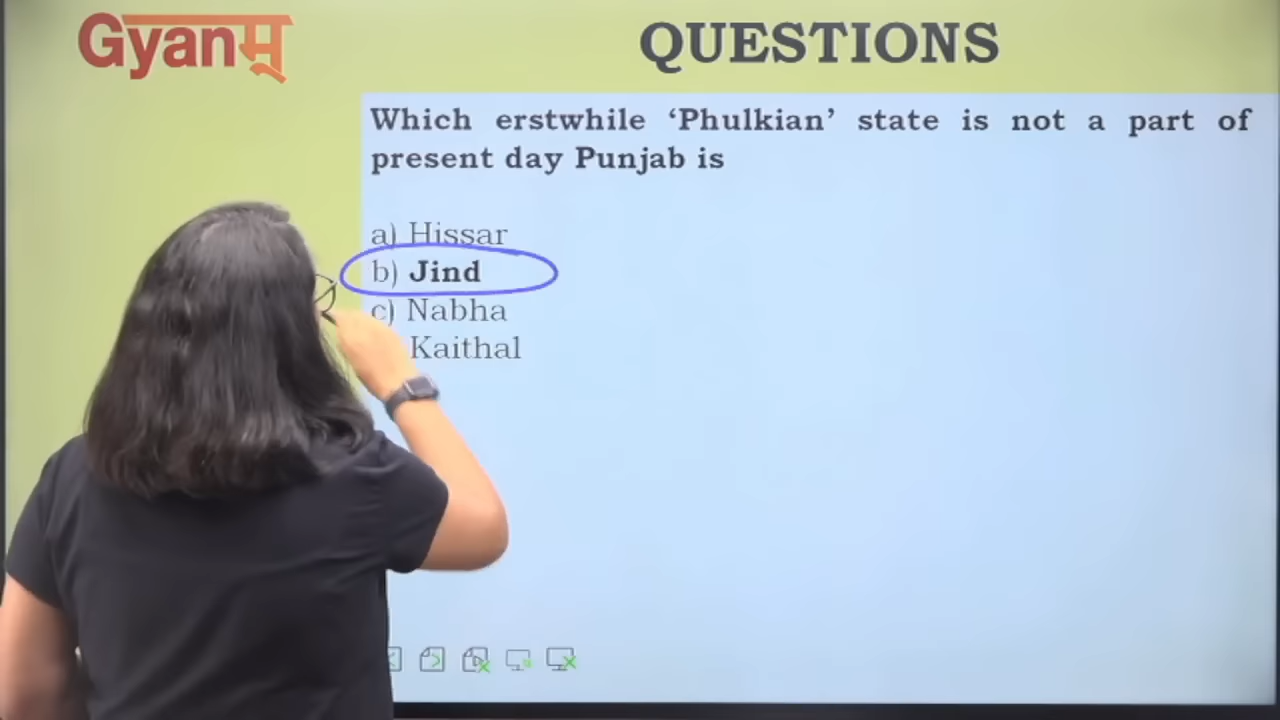 Gyanम्
QUESTIONS
Which erstwhile ‘Phulkian’ state is not a part of
present day Punjab is
a) Hissar
b) Jind
c) Nabha
Kaithal